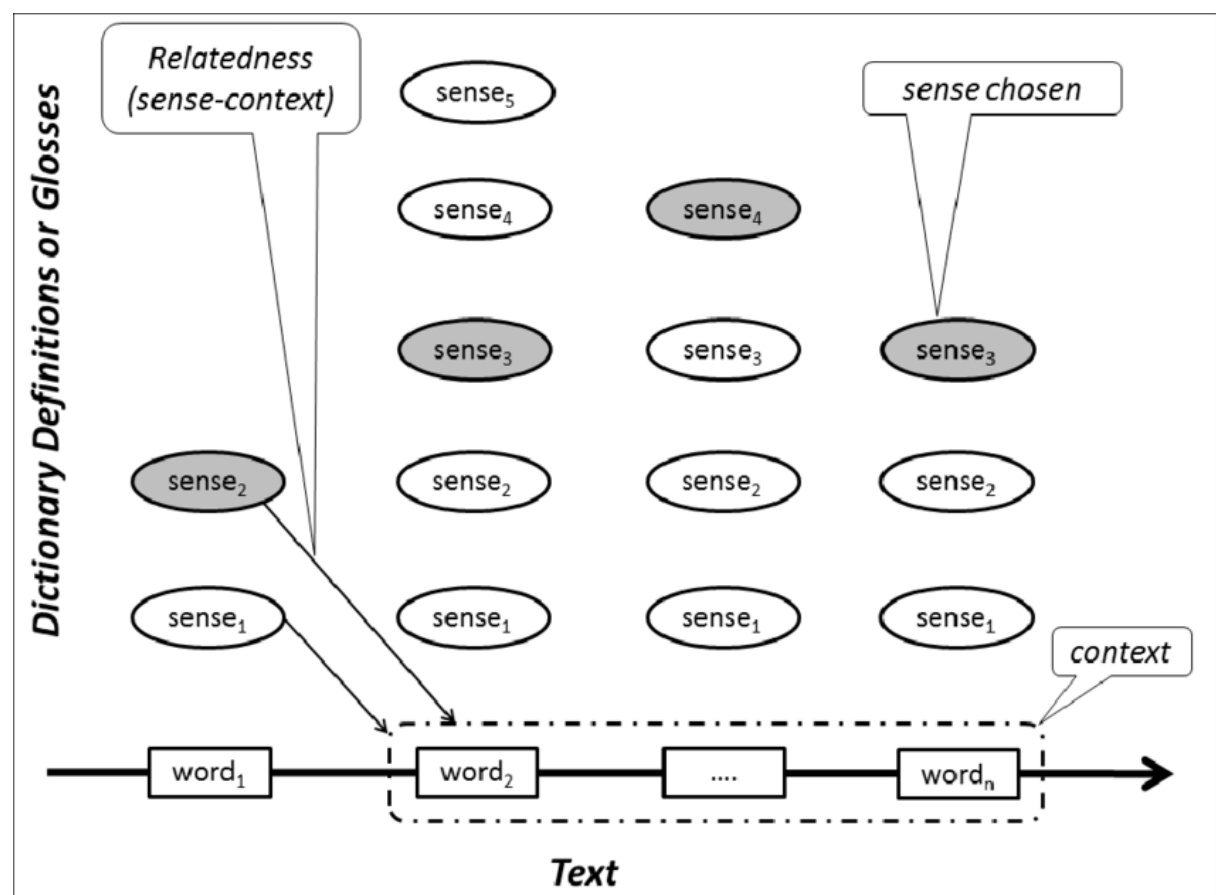 Relatedness
(sense-context)
sense₅
sense chosen
sense₄
sense₄
sense₃
sense₃
sense₃
sense₂
sense₂
sense₂
sense₂
sense₁
sense₁
sense₁
sense₁
context
word₁
word₂
....
wordₙ
Text
Dictionary Definitions or Glosses